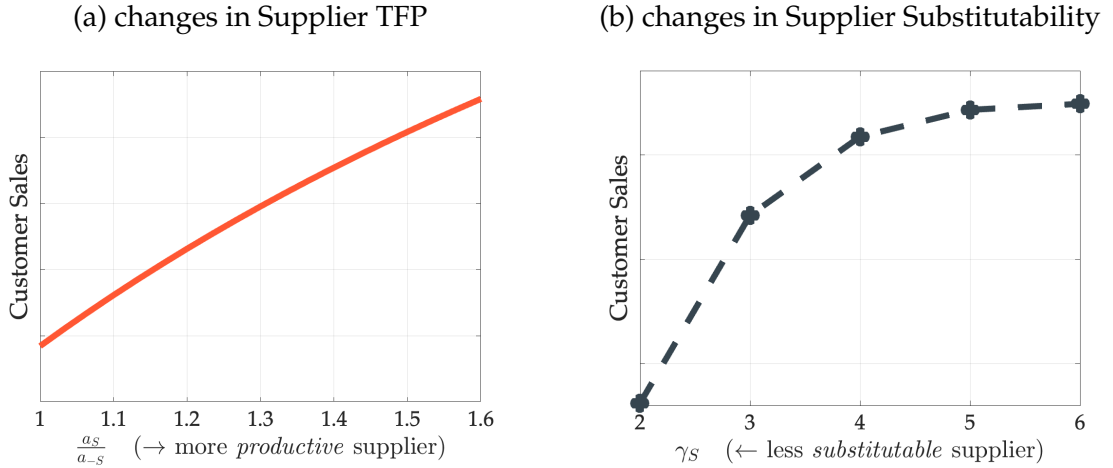 (a) changes in Supplier TFP
Customer Sales
1 1.1 1.2 1.3 1.4 1.5 1.6
a_S / a_{−S} (→ more productive supplier)
(b) changes in Supplier Substitutability
Customer Sales
2 3 4 5 6
γ_S (← less substitutable supplier)